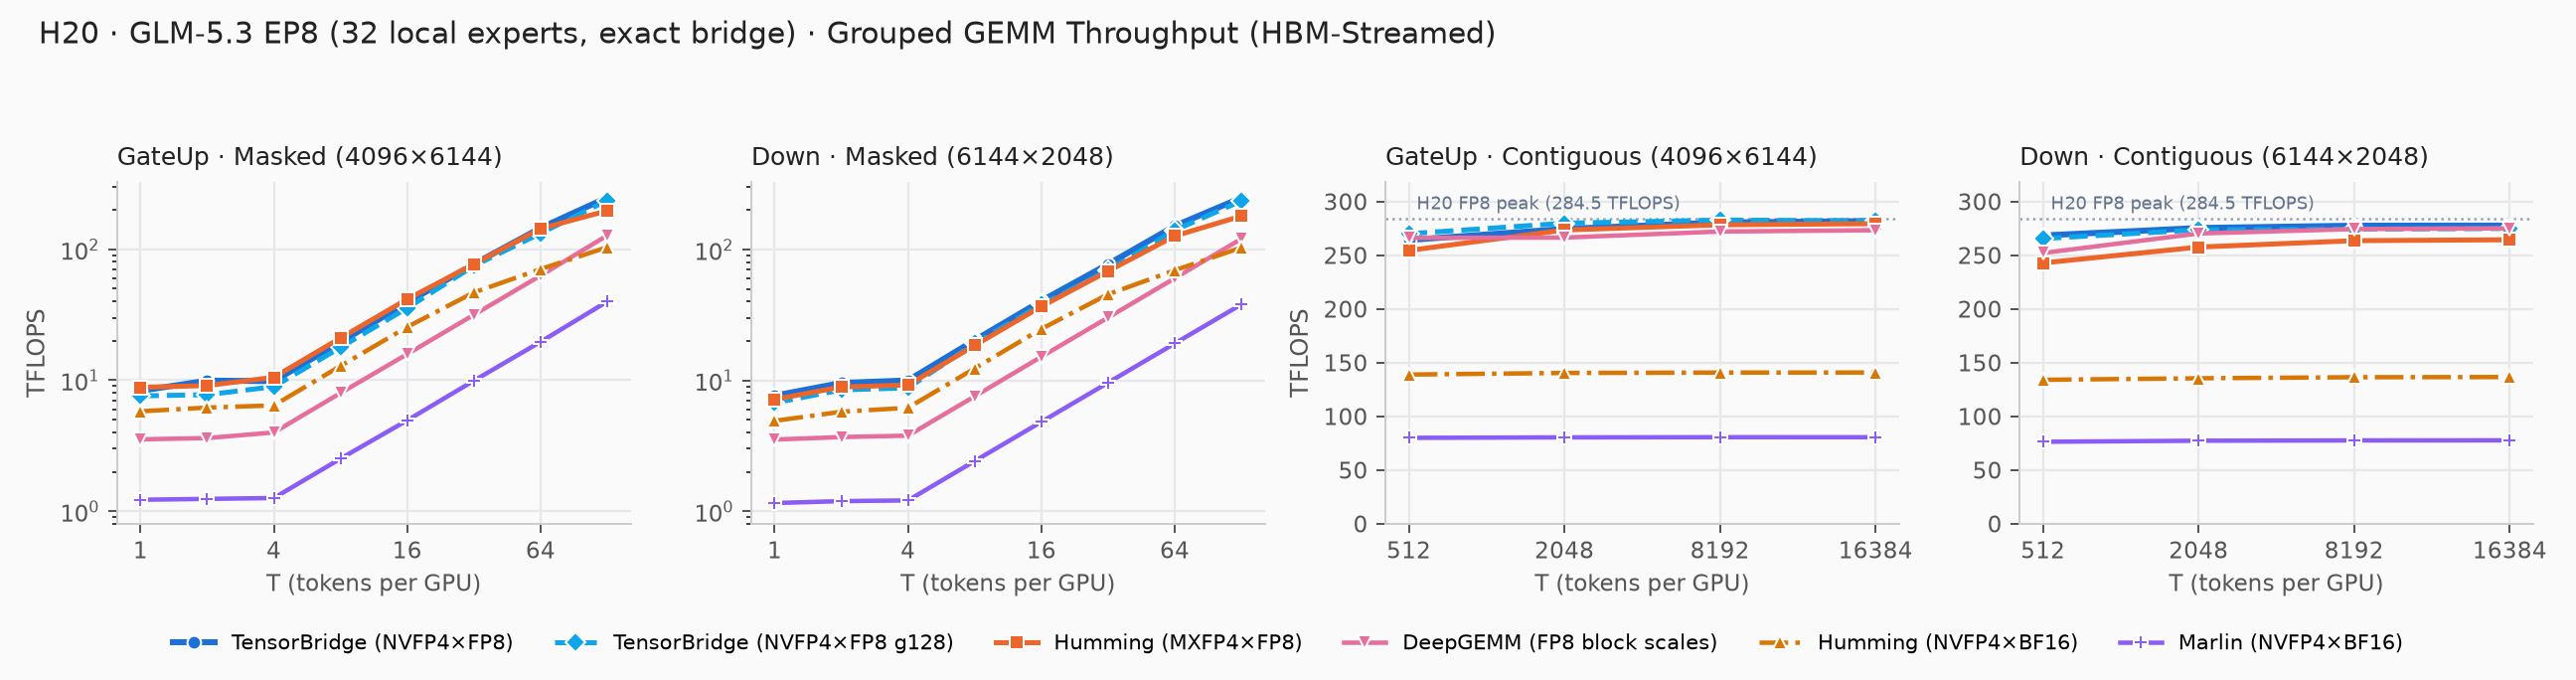 H20 · GLM-5.3 EP8 (32 local experts, exact bridge) · Grouped GEMM Throughput (HBM-Streamed)
GateUp · Masked (4096×6144)
TFLOPS
10²
10¹
10⁰
1 4 16 64
T (tokens per GPU)
Down · Masked (6144×2048)
10²
10¹
10⁰
1 4 16 64
T (tokens per GPU)
GateUp · Contiguous (4096×6144)
TFLOPS
H20 FP8 peak (284.5 TFLOPS)
300
250
200
150
100
50
0
512 2048 8192 16384
T (tokens per GPU)
Down · Contiguous (6144×2048)
H20 FP8 peak (284.5 TFLOPS)
300
250
200
150
100
50
0
512 2048 8192 16384
T (tokens per GPU)
TensorBridge (NVFP4×FP8) TensorBridge (NVFP4×FP8 g128) Humming (MXFP4×FP8) DeepGEMM (FP8 block scales) Humming (NVFP4×BF16) Marlin (NVFP4×BF16)